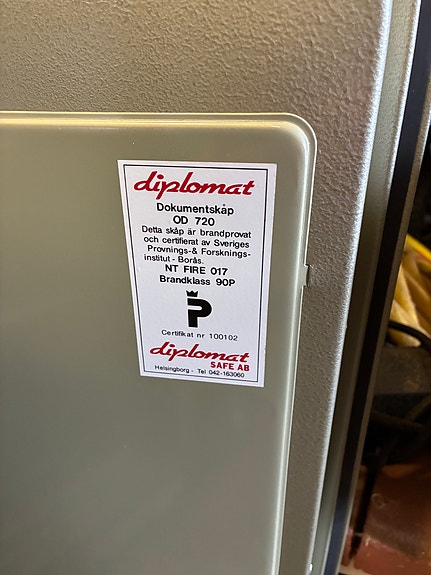 diplomat
Dokumentskåp
OD 720
Detta skåp är brandprovat
och certifierat av Sveriges
Provnings-& Forsknings-
institut - Borås.
NT FIRE 017
Brandklass 90P
P
Certifikat nr 100102
diplomat
SAFE AB
Helsingborg - Tel 042-163060